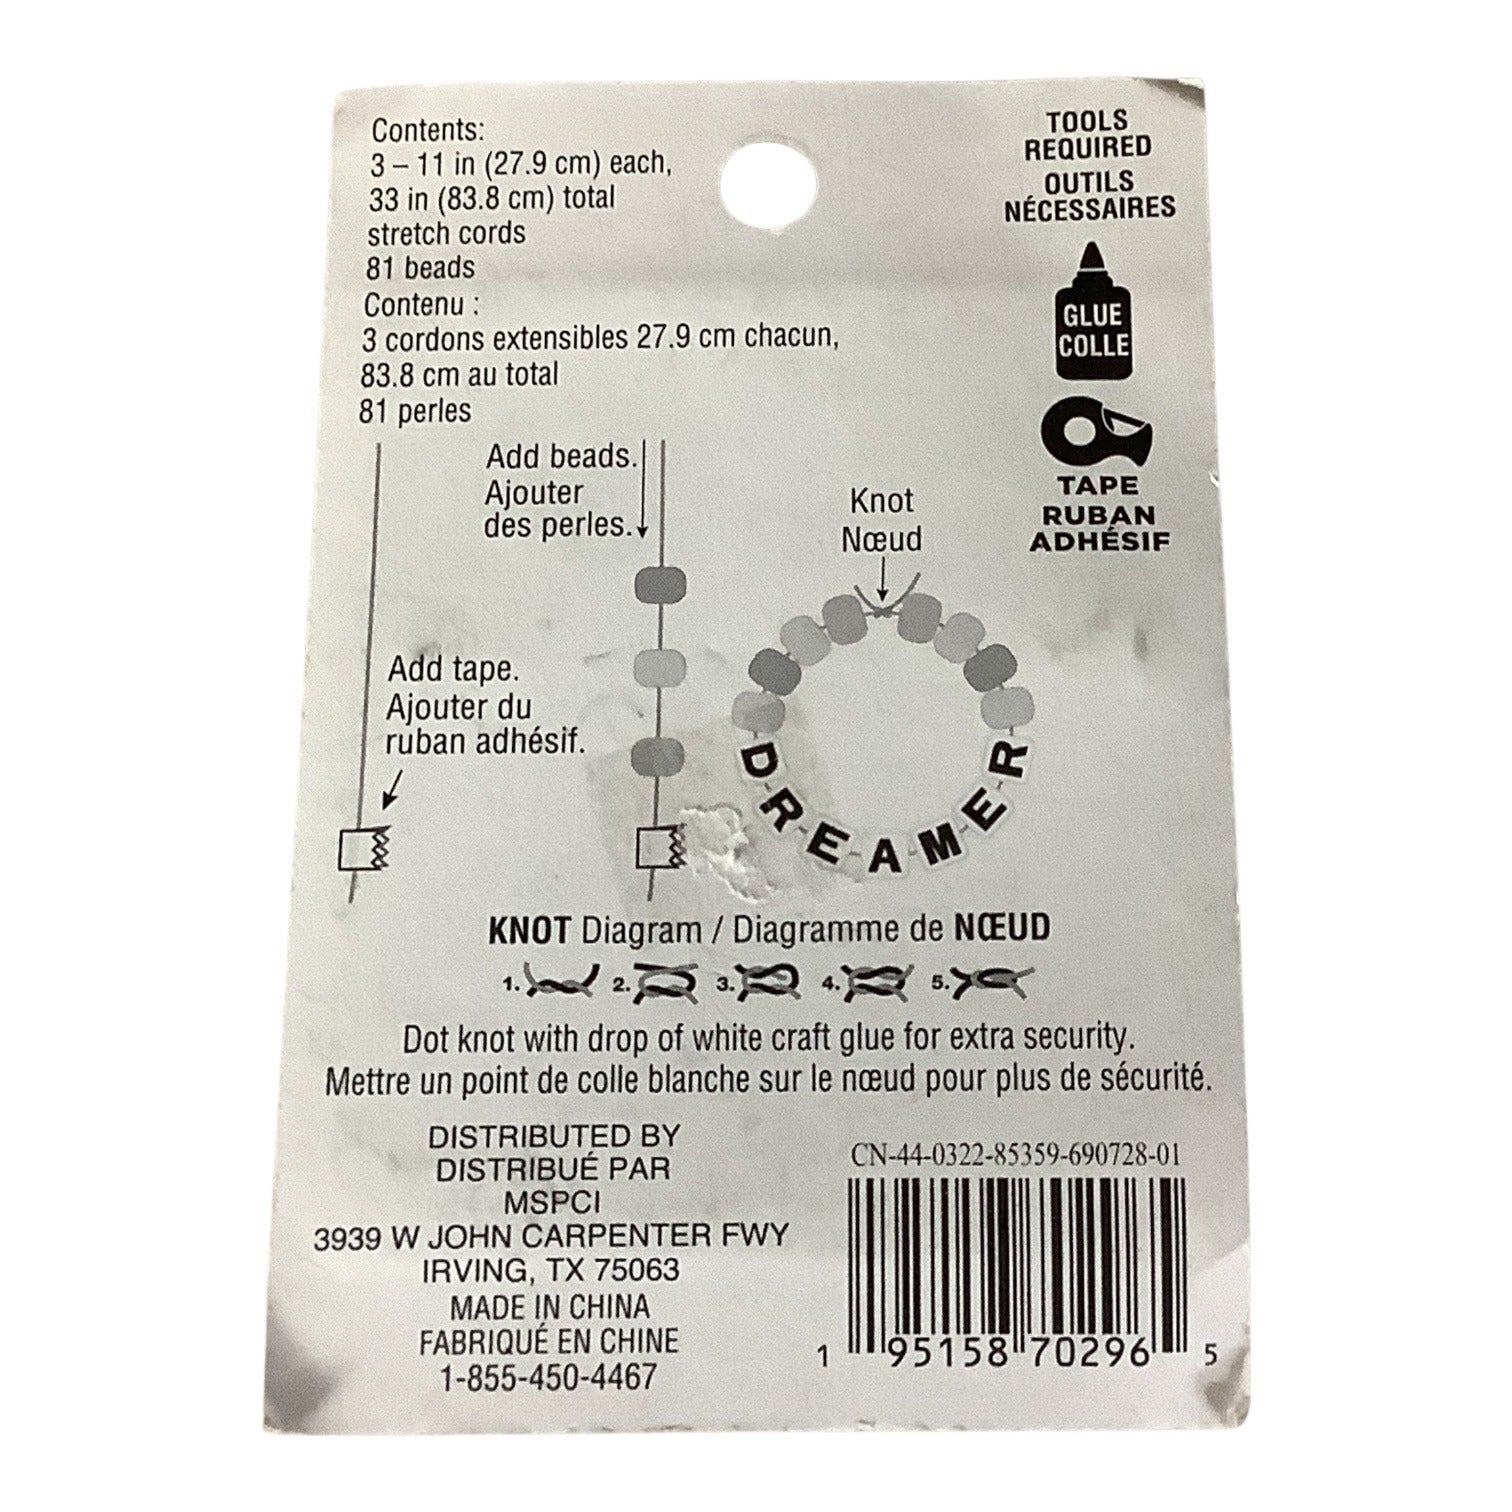 Contents:
3 – 11 in (27.9 cm) each,
33 in (83.8 cm) total
stretch cords
81 beads
Contenu :
3 cordons extensibles 27.9 cm chacun,
83.8 cm au total
81 perles
TOOLS
REQUIRED
OUTILS
NÉCESSAIRES
GLUE
COLLE
TAPE
RUBAN
ADHÉSIF
Add beads.
Ajouter
des perles.
Knot
Nœud
Add tape.
Ajouter du
ruban adhésif.
DREAMER
KNOT Diagram / Diagramme de NŒUD
1. 2. 3. 4. 5.
Dot knot with drop of white craft glue for extra security.
Mettre un point de colle blanche sur le nœud pour plus de sécurité.
DISTRIBUTED BY
DISTRIBUÉ PAR
MSPCI
3939 W JOHN CARPENTER FWY
IRVING, TX 75063
MADE IN CHINA
FABRIQUÉ EN CHINE
1-855-450-4467
CN-44-0322-85359-690728-01
1 95158 70296 5